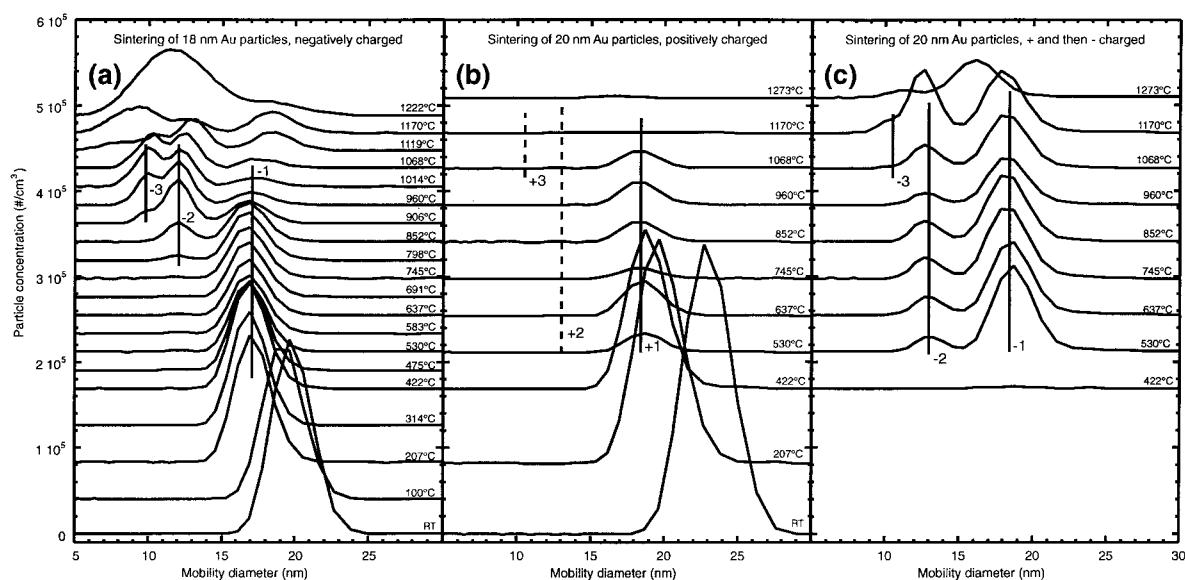 Sintering of 18 nm Au particles, negatively charged
(a)
1222°C
1170°C
1119°C
1068°C
1014°C
960°C
906°C
852°C
798°C
745°C
691°C
637°C
583°C
530°C
475°C
422°C
314°C
207°C
100°C
RT
-3
-2
-1
Sintering of 20 nm Au particles, positively charged
(b)
1273°C
1170°C
1068°C
960°C
852°C
745°C
637°C
530°C
422°C
207°C
RT
+3
+2
+1
Sintering of 20 nm Au particles, + and then - charged
(c)
1273°C
1170°C
1068°C
960°C
852°C
745°C
637°C
530°C
422°C
-3
-2
-1
6 10⁵
5 10⁵
4 10⁵
3 10⁵
2 10⁵
1 10⁵
0
Particle concentration (#/cm³)
5 10 15 20 25
10 15 20 25
10 15 20 25 30
Mobility diameter (nm)
Mobility diameter (nm)
Mobility diameter (nm)